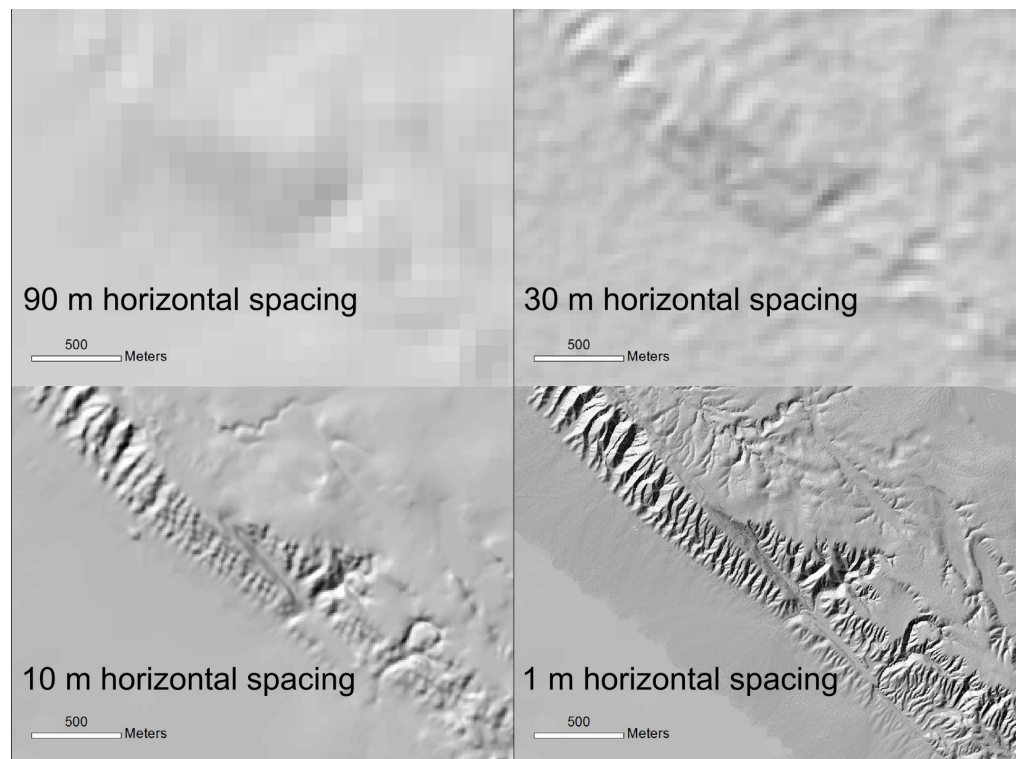 90 m horizontal spacing
500
Meters
30 m horizontal spacing
500
Meters
10 m horizontal spacing
500
Meters
1 m horizontal spacing
500
Meters